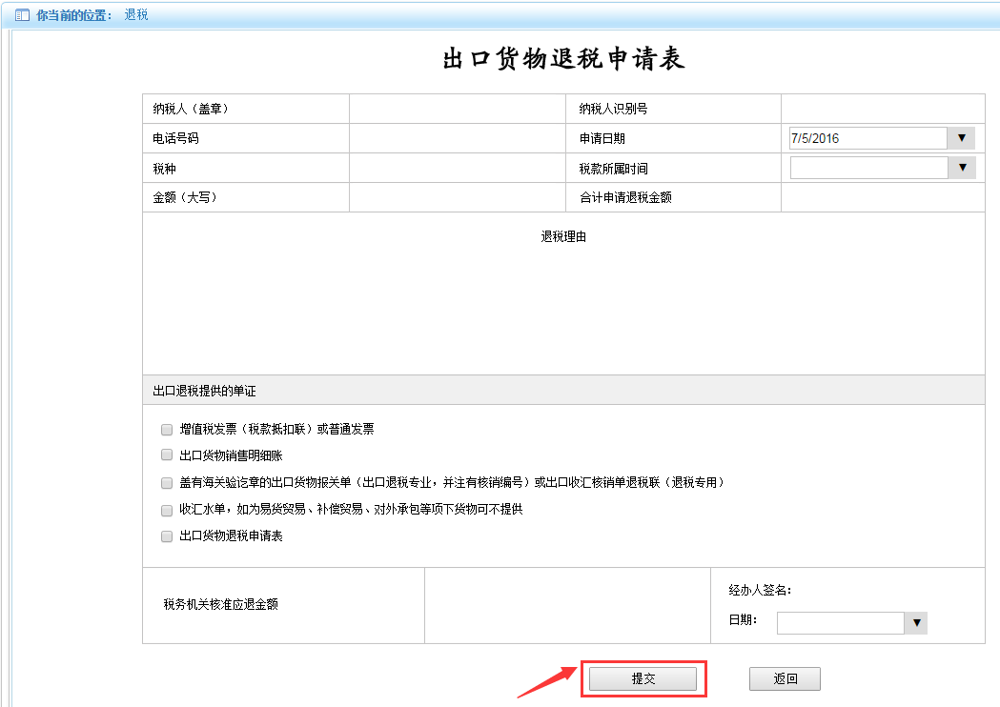 你当前的位置： 退税
出口货物退税申请表
纳税人（盖章） 纳税人识别号
电话号码 申请日期 7/5/2016
税种 税款所属时间
金额（大写） 合计申请退税金额
退税理由
出口退税提供的单证
增值税发票（税款抵扣联）或普通发票
出口货物销售明细账
盖有海关验讫章的出口货物报关单（出口退税专业，并注有核销编号）或出口收汇核销单退税联（退税专用）
收汇水单，如为易货贸易、补偿贸易、对外承包等项下货物可不提供
出口货物退税申请表
税务机关核准应退金额
经办人签名：
日期：
提交 返回